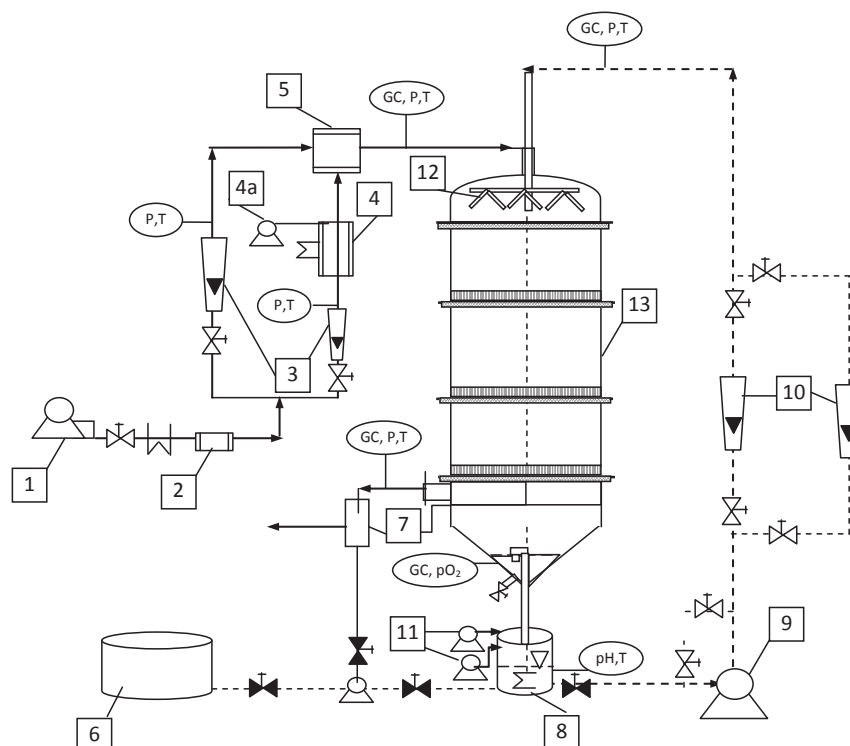 GC, P,T
5
GC, P,T
12
4a
4
P,T
P,T
13
3
10
GC, P,T
1
2
7
GC, pO₂
11
pH,T
9
6
8